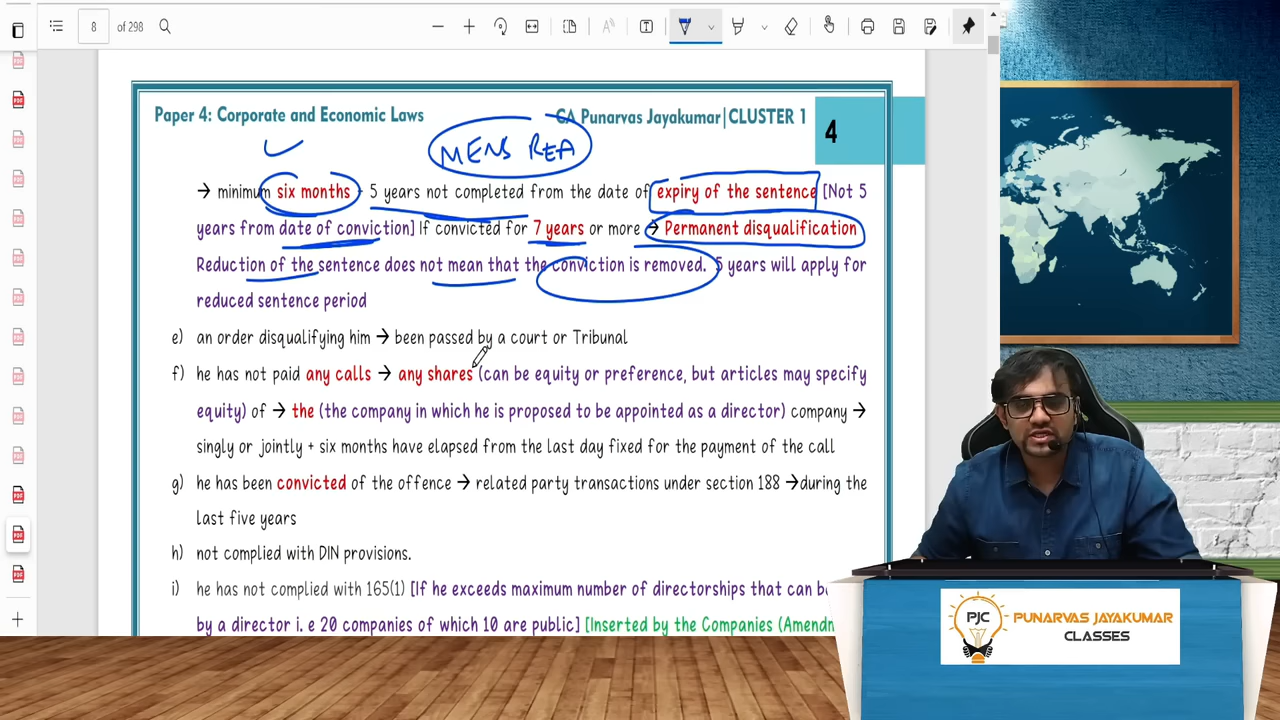 8 of 298
Paper 4: Corporate and Economic Laws
CA Punarvas Jayakumar|CLUSTER 1
4
MENS REA
→ minimum six months + 5 years not completed from the date of expiry of the sentence [Not 5
years from date of conviction] If convicted for 7 years or more → Permanent disqualification
Reduction of the sentence does not mean that the conviction is removed. 5 years will apply for
reduced sentence period
e) an order disqualifying him → been passed by a court or Tribunal
f) he has not paid any calls → any shares (can be equity or preference, but articles may specify
equity) of → the (the company in which he is proposed to be appointed as a director) company →
singly or jointly + six months have elapsed from the last day fixed for the payment of the call
g) he has been convicted of the offence → related party transactions under section 188 →during the
last five years
h) not complied with DIN provisions.
i) he has not complied with 165(1) [If he exceeds maximum number of directorships that can
by a director i. e 20 companies of which 10 are public] [Inserted by the Companies
PJC
PUNARVAS JAYAKUMAR
CLASSES